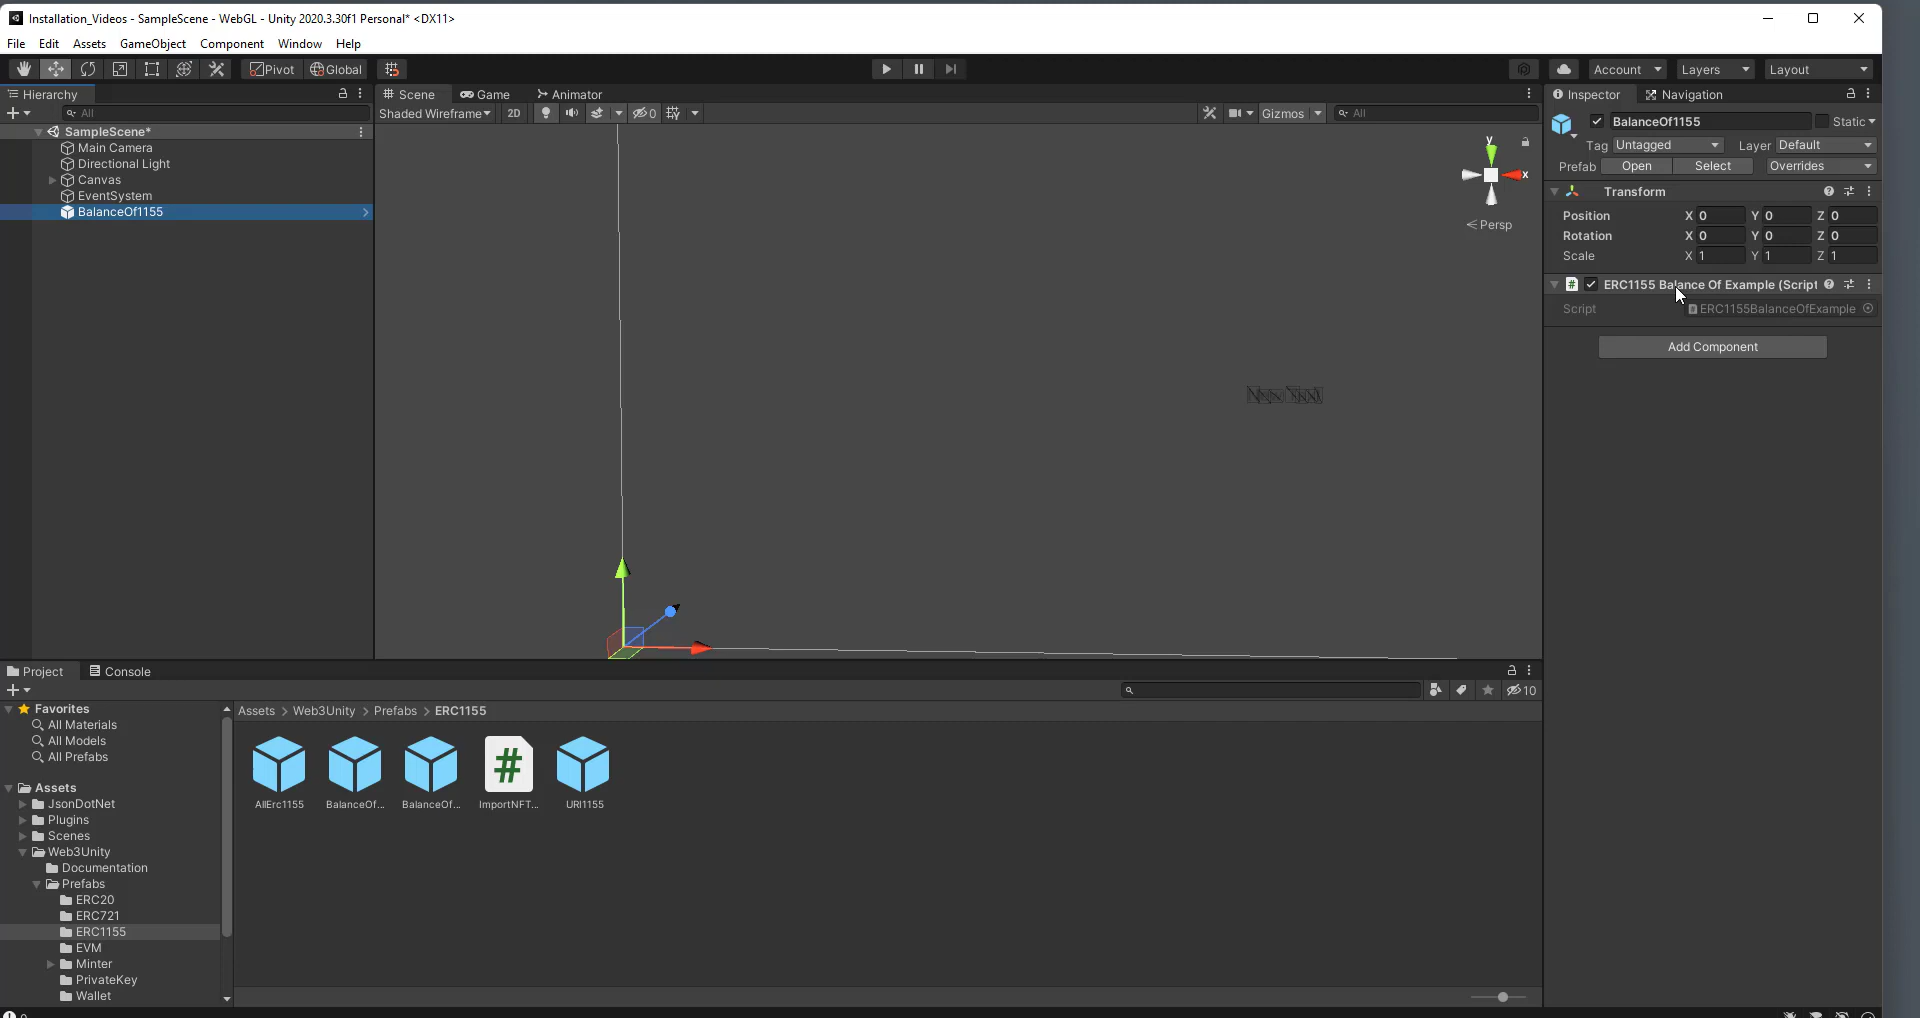 Installation_Videos - SampleScene - WebGL - Unity 2020.3.30f1 Personal* <DX11>
File Edit Assets GameObject Component Window Help
Pivot Global Account Layers Layout
Hierarchy
All
SampleScene*
Main Camera
Directional Light
Canvas
EventSystem
BalanceOf1155
Scene Game Animator
Shaded Wireframe 2D 0 Gizmos All
y
x
Persp
New Text
Inspector Navigation
BalanceOf1155 Static
Tag Untagged Layer Default
Prefab Open Select Overrides
Transform
Position X 0 Y 0 Z 0
Rotation X 0 Y 0 Z 0
Scale X 1 Y 1 Z 1
# ERC1155 Balance Of Example (Script
Script ERC1155BalanceOfExample
Add Component
Project Console
10
Favorites
All Materials
All Models
All Prefabs
Assets
JsonDotNet
Plugins
Scenes
Web3Unity
Documentation
Prefabs
ERC20
ERC721
ERC1155
EVM
Minter
PrivateKey
Wallet
Assets > Web3Unity > Prefabs > ERC1155
#
AllErc1155 BalanceOf... BalanceOf... ImportNFT... URI1155